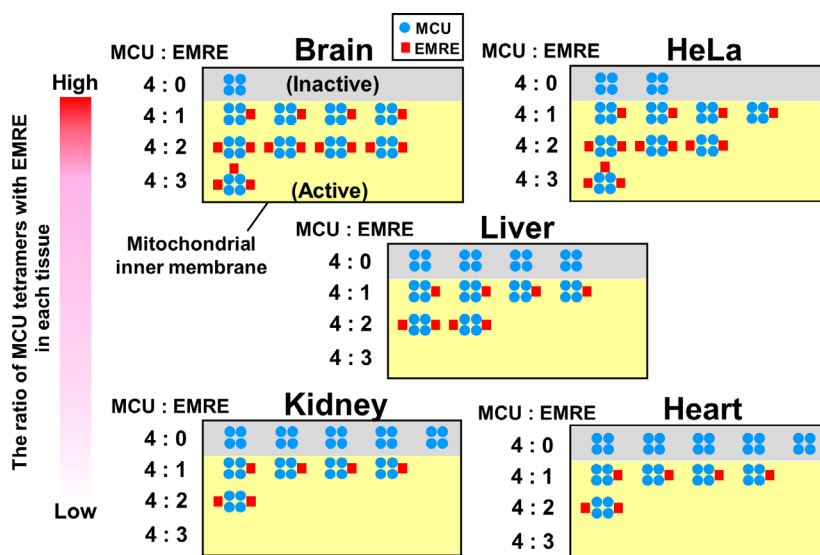 MCU : EMRE
Brain
MCU
EMRE
MCU : EMRE
HeLa
High
4 : 0
(Inactive)
4 : 1
4 : 2
4 : 3
(Active)
4 : 0
4 : 1
4 : 2
4 : 3
Mitochondrial
inner membrane
MCU : EMRE
Liver
4 : 0
4 : 1
4 : 2
4 : 3
The ratio of MCU tetramers with EMRE
in each tissue
MCU : EMRE
Kidney
4 : 0
4 : 1
4 : 2
4 : 3
Low
MCU : EMRE
Heart
4 : 0
4 : 1
4 : 2
4 : 3